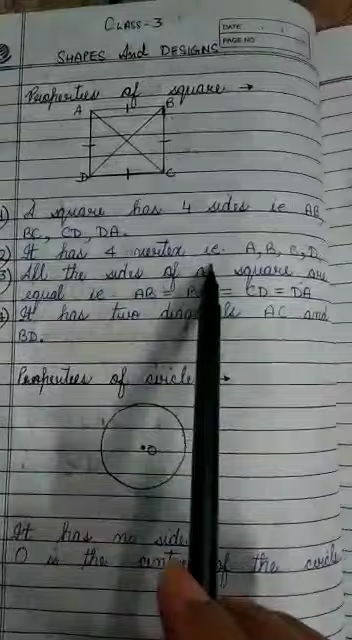 CLASS-3
DATE
PAGE NO
SHAPES And DESIGNS
Properties of square →
A B
D C
1) A square has 4 sides ie AB,
BC, CD, DA.
2) It has 4 vertex ie. A, B, C, D.
3) All the sides of square are
equal ie AB = = CD = DA
It has two AC and
BD.
Properties of circle →
O
It has no side
O is the of the circle